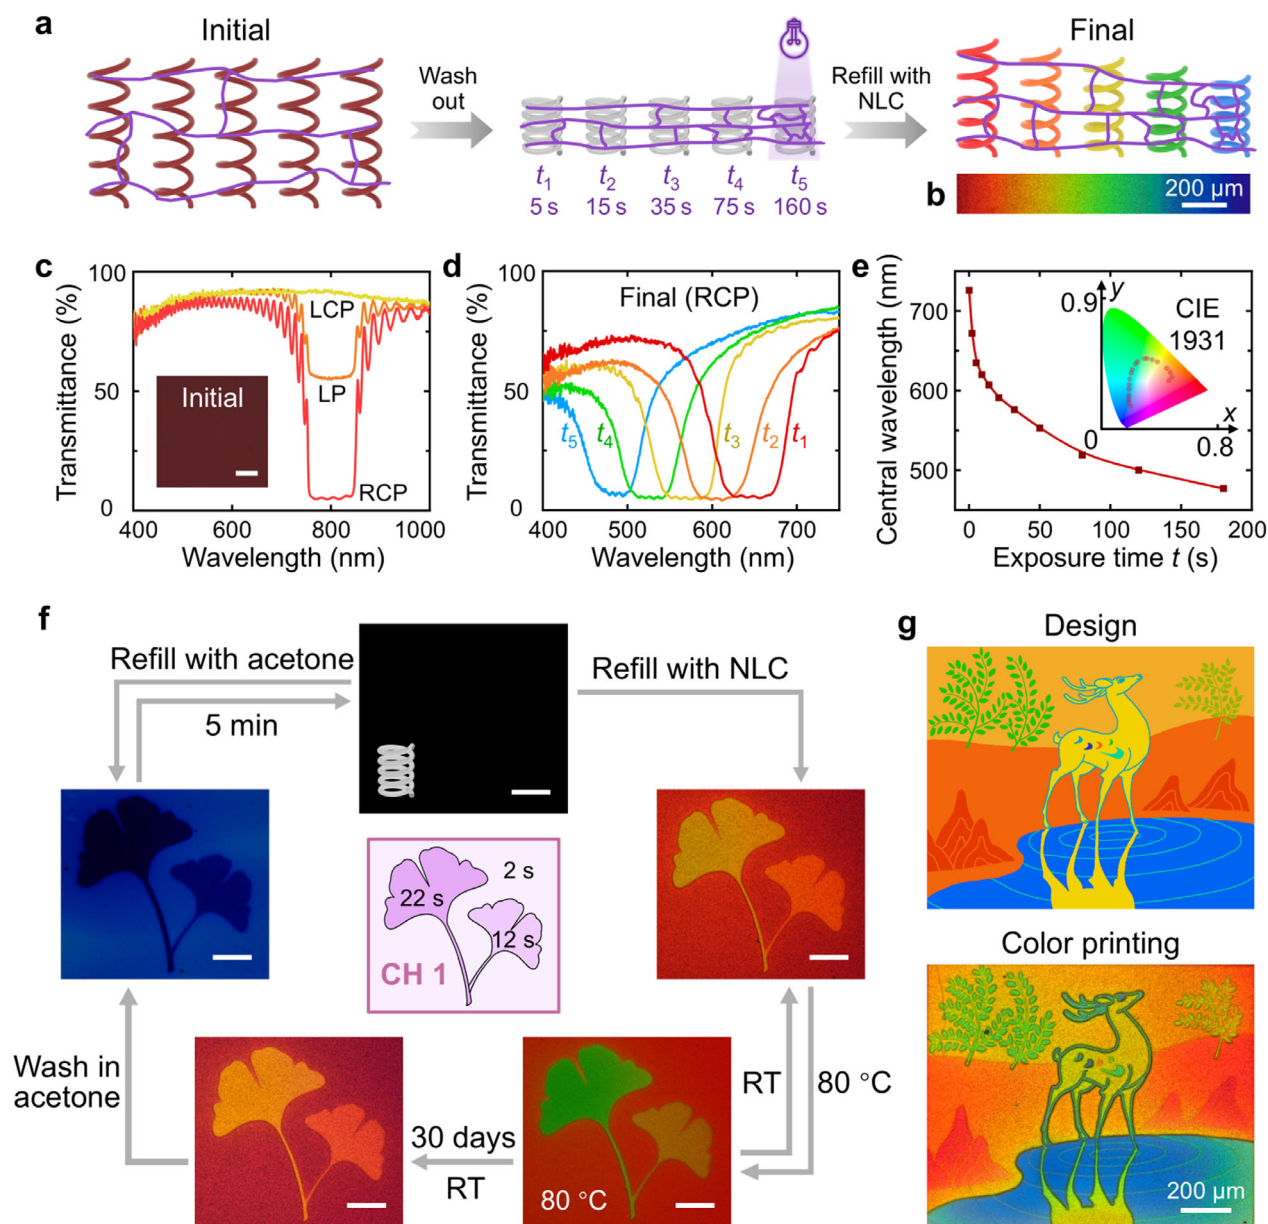 a
Initial
Wash
out
t₁
t₂
t₃
t₄
t₅
5 s
15 s
35 s
75 s
160 s
Refill with
NLC
Final
b
200 µm
c
Transmittance (%)
100
50
0
LCP
LP
RCP
Initial
400
600
800
1000
Wavelength (nm)
d
Transmittance (%)
100
50
0
Final (RCP)
t₅
t₄
t₃
t₂
t₁
400
500
600
700
Wavelength (nm)
e
Central wavelength (nm)
700
600
500
y
0.9
CIE
1931
x
0
0.8
0
50
100
150
200
Exposure time t (s)
f
Refill with acetone
5 min
Refill with NLC
2 s
22 s
12 s
CH 1
RT
80 °C
80 °C
30 days
RT
Wash in
acetone
g
Design
Color printing
200 µm